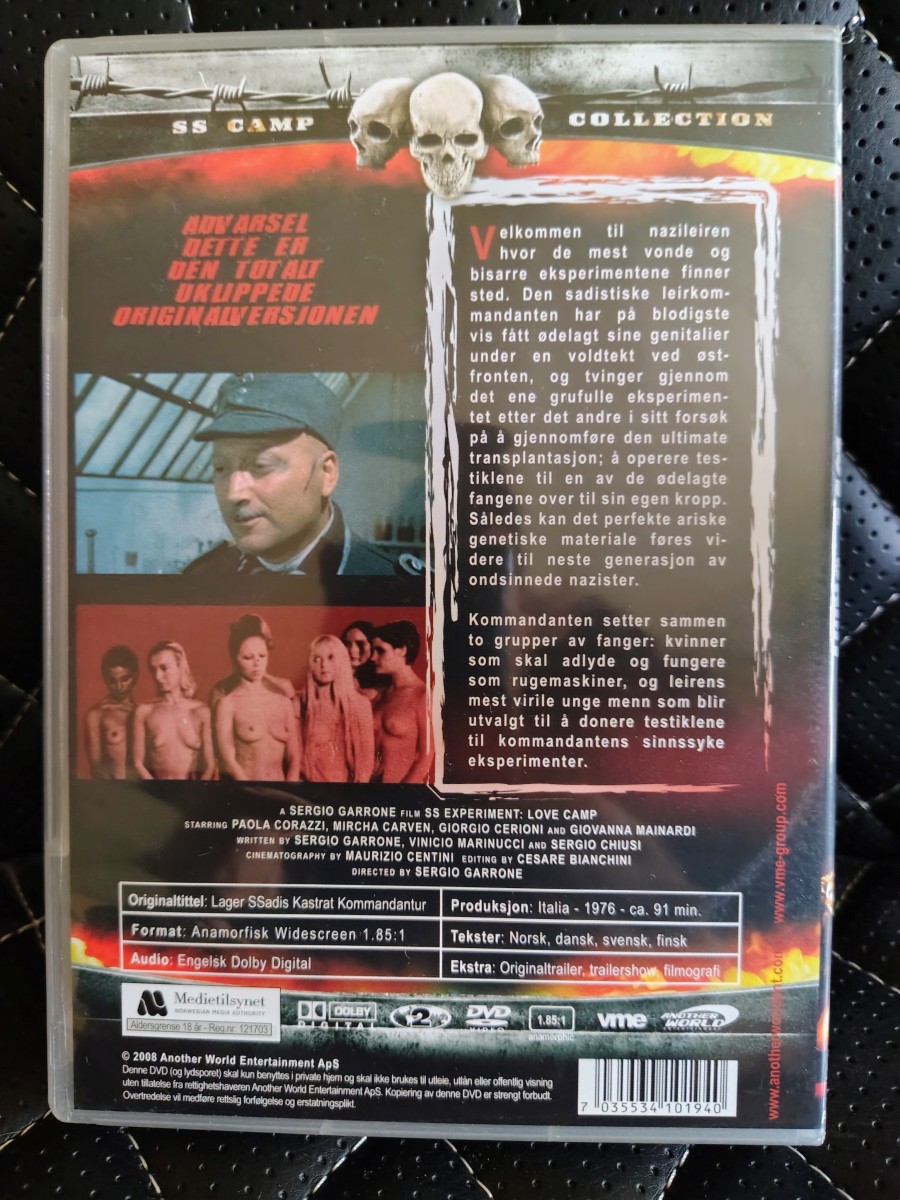 SS CAMP COLLECTION
ADVARSEL
DETTE ER
DEN TOTALT
UKLIPPEDE
ORIGINALVERSJONEN
Velkommen til nazileiren
hvor de mest vonde og
bisarre eksperimentene finner
sted. Den sadistiske leirkom-
mandanten har på blodigste
vis fått ødelagt sine genitalier
under en voldtekt ved øst-
fronten, og tvinger gjennom
det ene grufulle eksperimen-
tet etter det andre i sitt forsøk
på å gjennomføre den ultimate
transplantasjon; å operere tes-
tiklene til en av de ødelagte
fangene over til sin egen kropp.
Således kan det perfekte ariske
genetiske materiale føres vi-
dere til neste generasjon av
ondsinnede nazister.
Kommandanten setter sammen
to grupper av fanger: kvinner
som skal adlyde og fungere
som rugemaskiner, og leirens
mest virile unge menn som blir
utvalgt til å donere testiklene
til kommandantens sinnssyke
eksperimenter.
A SERGIO GARRONE FILM SS EXPERIMENT: LOVE CAMP
STARRING PAOLA CORAZZI, MIRCHA CARVEN, GIORGIO CERIONI AND GIOVANNA MAINARDI
WRITTEN BY SERGIO GARRONE, VINICIO MARINUCCI AND SERGIO CHIUSI
CINEMATOGRAPHY BY MAURIZIO CENTINI EDITING BY CESARE BIANCHINI
DIRECTED BY SERGIO GARRONE
Originaltittel: Lager SSadis Kastrat Kommandantur
Produksjon: Italia - 1976 - ca. 91 min.
Format: Anamorfisk Widescreen 1.85:1
Tekster: Norsk, dansk, svensk, finsk
Audio: Engelsk Dolby Digital
Ekstra: Originaltrailer, trailershow, filmografi
Medietilsynet
NORWEGIAN MEDIA AUTHORITY
Aldersgrense 18 år - Reg.nr: 121703
DOLBY
DIGITAL
2
DVD
VIDEO
1.85:1
anamorphic
vme
ANOTHER
WORLD
ENTERTAINMENT
© 2008 Another World Entertainment ApS
Denne DVD (og lydsporet) skal kun benyttes i private hjem og skal ikke brukes til utleie, utlån eller offentlig visning
uten tillatelse fra rettighetshaveren Another World Entertainment ApS. Kopiering av denne DVD er strengt forbudt.
Overtredelse vil medføre rettslig forfølgelse og erstatningsplikt.
7 035534 101940
www.vme-group.com